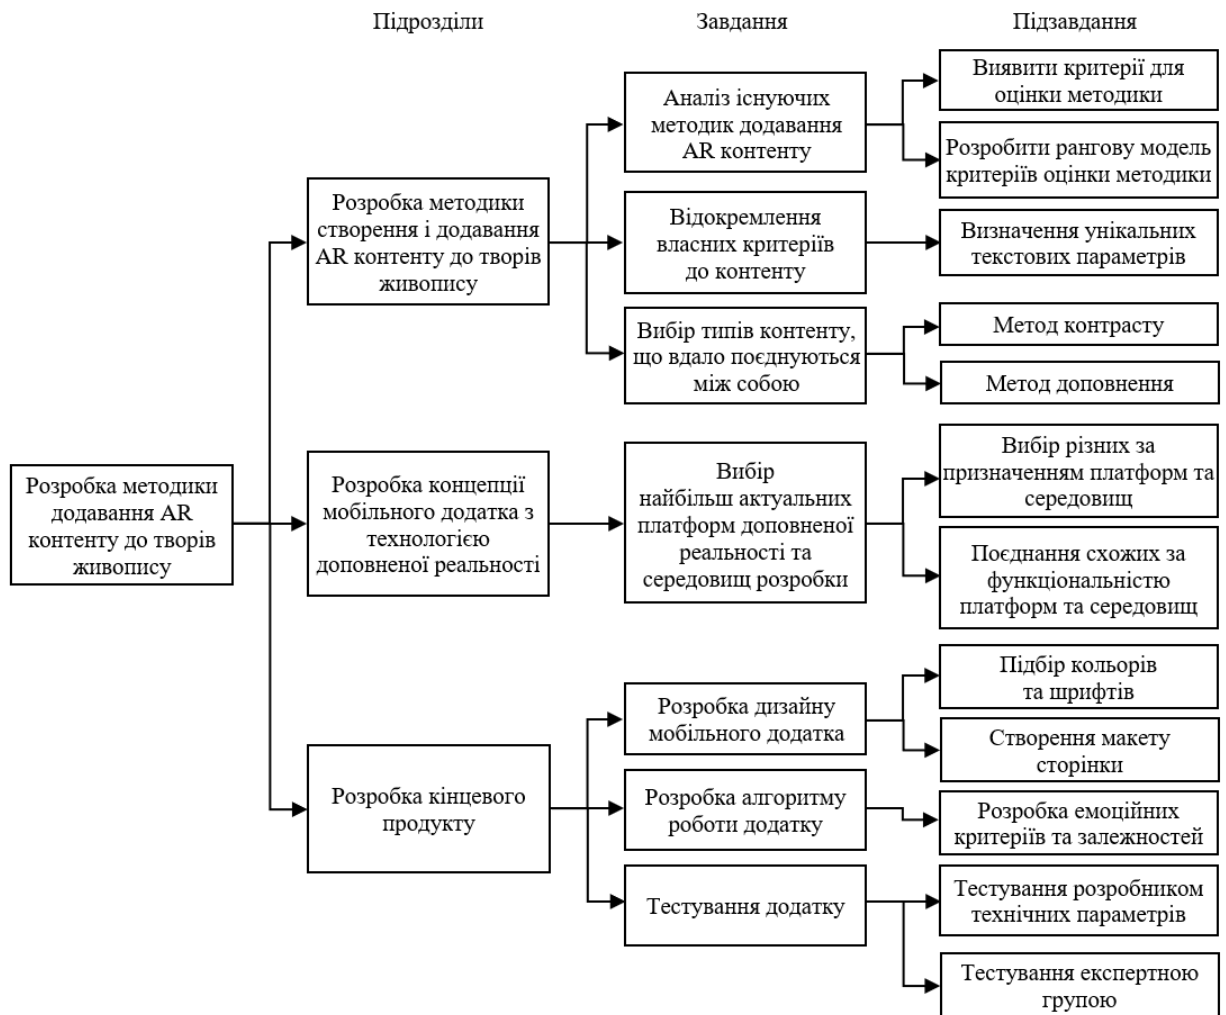 Підрозділи
Завдання
Підзавдання
Розробка методики
додавання AR
контенту до творів
живопису
Розробка методики
створення і додавання
AR контенту до творів
живопису
Аналіз існуючих
методик додавання
AR контенту
Виявити критерії для
оцінки методики
Розробити рангову модель
критеріїв оцінки методики
Відокремлення
власних критеріїв
до контенту
Визначення унікальних
текстових параметрів
Вибір типів контенту,
що вдало поєднуються
між собою
Метод контрасту
Метод доповнення
Розробка концепції
мобільного додатка з
технологією
доповненої реальності
Вибір
найбільш актуальних
платформ доповненої
реальності та
середовищ розробки
Вибір різних за
призначенням платформ та
середовищ
Поєднання схожих за
функціональністю
платформ та середовищ
Розробка кінцевого
продукту
Розробка дизайну
мобільного додатка
Підбір кольорів
та шрифтів
Створення макету
сторінки
Розробка алгоритму
роботи додатку
Розробка емоційних
критеріїв та залежностей
Тестування додатку
Тестування розробником
технічних параметрів
Тестування експертною
групою